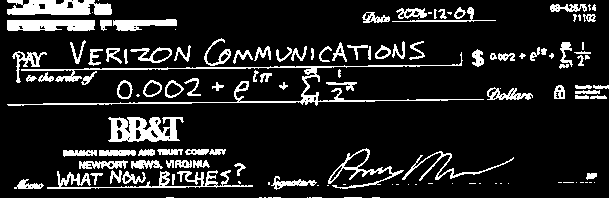 Date 2006-12-09
68-426/514
71102
PAY VERIZON COMMUNICATIONS $ 0.002 + e^iπ + ∑ n=1 ∞ 1/2^n
to the order of
0.002 + e^iπ + ∑ n=1 ∞ 1/2^n Dollars
BB&T
BRANCH BANKING AND TRUST COMPANY
NEWPORT NEWS, VIRGINIA
Memo WHAT NOW, BITCHES? Signature
MP